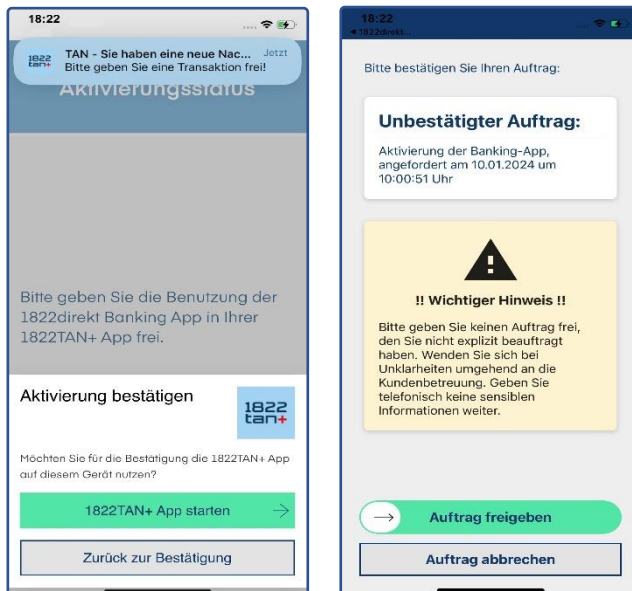 18:22
1822
tan+
TAN - Sie haben eine neue Nac...
Jetzt
Bitte geben Sie eine Transaktion frei!
Aktivierungsstatus
Bitte geben Sie die Benutzung der
1822direkt Banking App in Ihrer
1822TAN+ App frei.
Aktivierung bestätigen
1822
tan+
Möchten Sie für die Bestätigung die 1822TAN+ App
auf diesem Gerät nutzen?
1822TAN+ App starten
Zurück zur Bestätigung
18:22
1822direkt...
Bitte bestätigen Sie Ihren Auftrag:
Unbestätigter Auftrag:
Aktivierung der Banking-App,
angefordert am 10.01.2024 um
10:00:51 Uhr
!! Wichtiger Hinweis !!
Bitte geben Sie keinen Auftrag frei,
den Sie nicht explizit beauftragt
haben. Wenden Sie sich bei
Unklarheiten umgehend an die
Kundenbetreuung. Geben Sie
telefonisch keine sensiblen
Informationen weiter.
Auftrag freigeben
Auftrag abbrechen